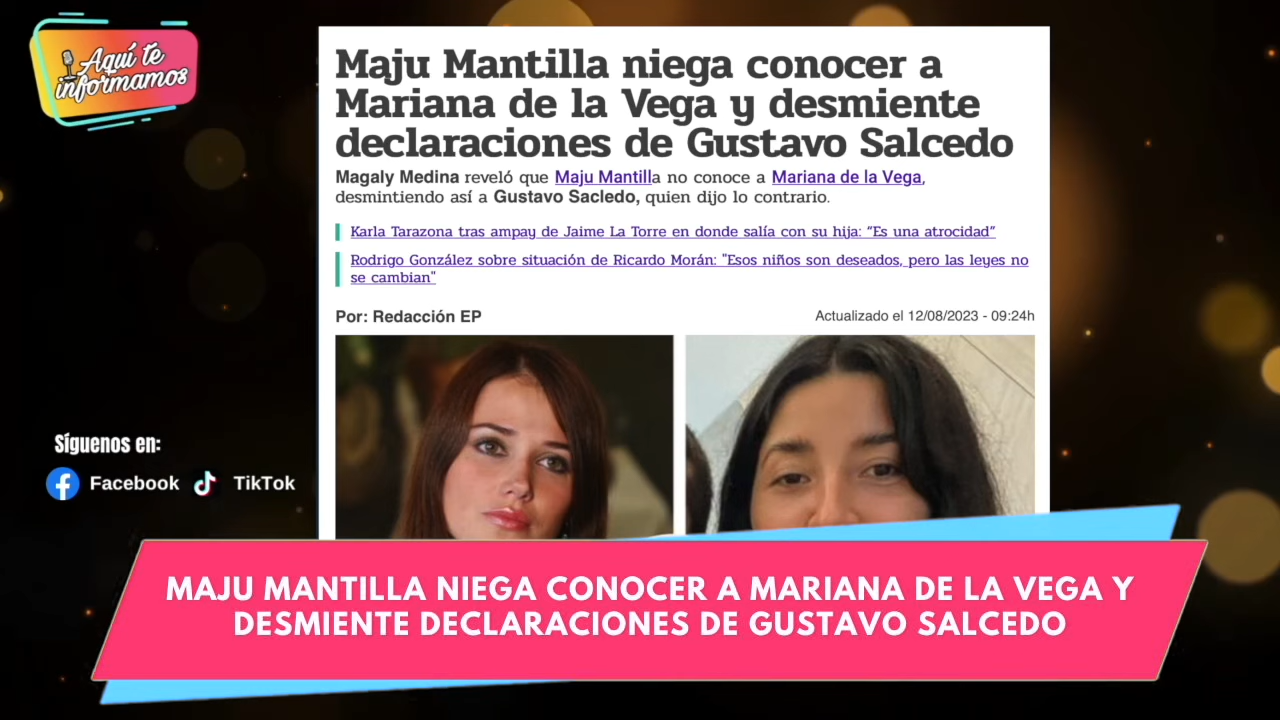 Aquí te
informamos
Maju Mantilla niega conocer a
Mariana de la Vega y desmiente
declaraciones de Gustavo Salcedo
Magaly Medina reveló que Maju Mantilla no conoce a Mariana de la Vega,
desmintiendo así a Gustavo Sacledo, quien dijo lo contrario.
Karla Tarazona tras ampay de Jaime La Torre en donde salía con su hija: “Es una atrocidad”
Rodrigo González sobre situación de Ricardo Morán: "Esos niños son deseados, pero las leyes no
se cambian"
Por: Redacción EP
Actualizado el 12/08/2023 - 09:24h
Síguenos en:
Facebook
TikTok
MAJU MANTILLA NIEGA CONOCER A MARIANA DE LA VEGA Y
DESMIENTE DECLARACIONES DE GUSTAVO SALCEDO